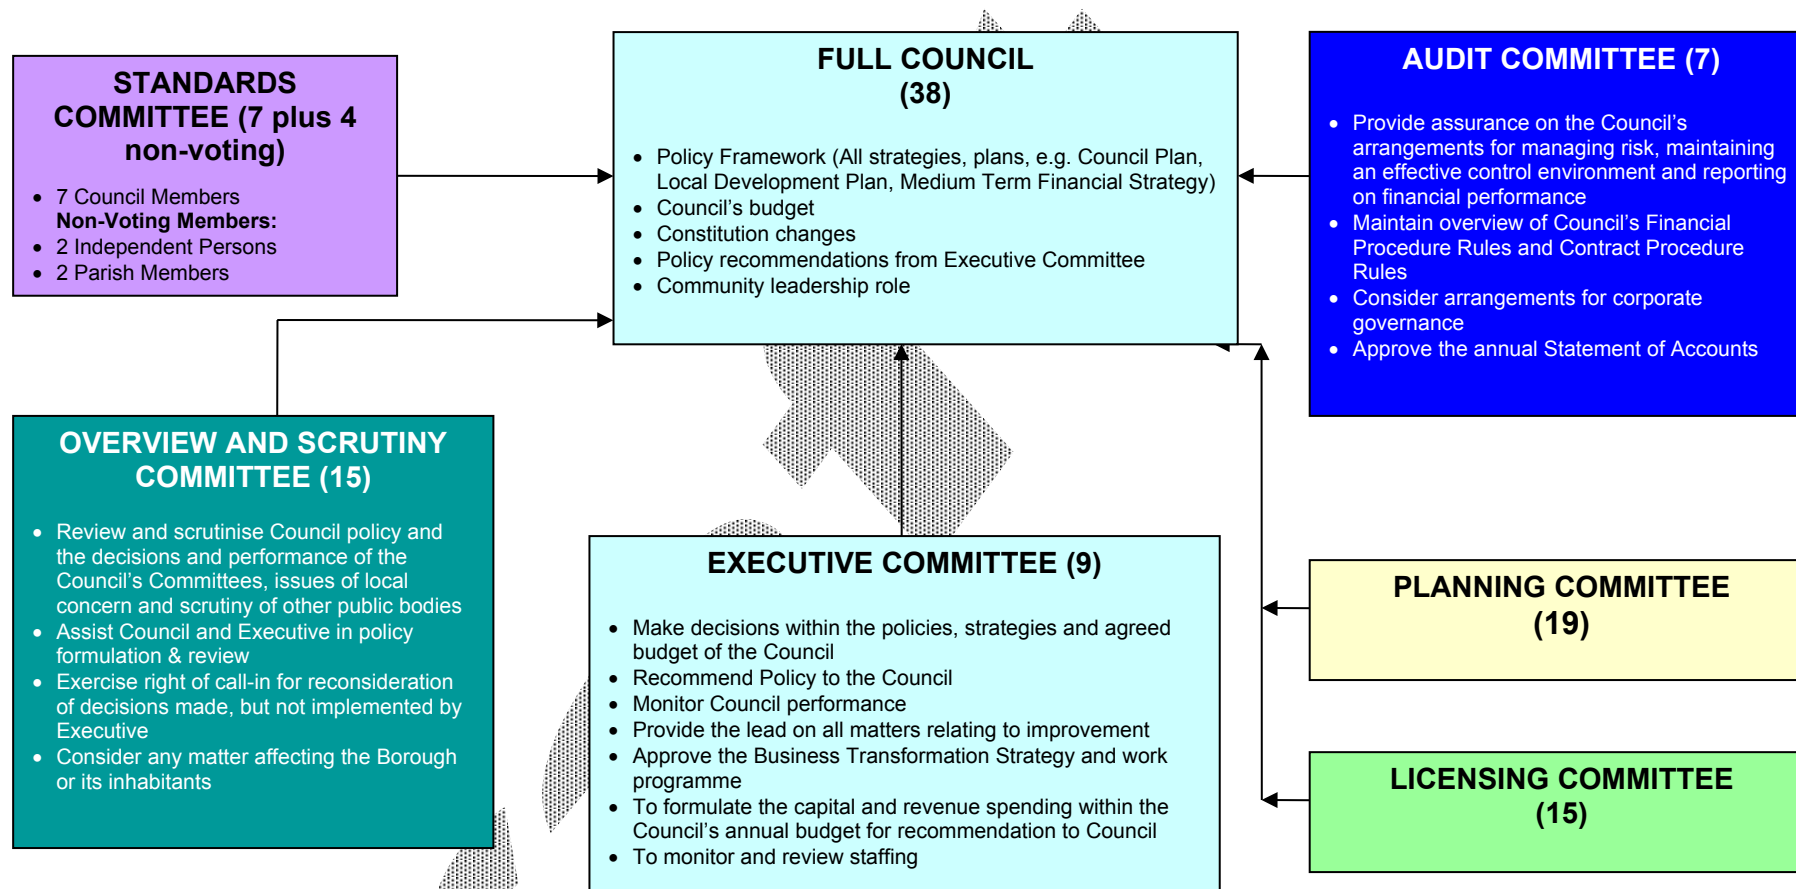 STANDARDS
COMMITTEE (7 plus 4
non-voting)
• 7 Council Members
Non-Voting Members:
• 2 Independent Persons
• 2 Parish Members
FULL COUNCIL
(38)
• Policy Framework (All strategies, plans, e.g. Council Plan,
Local Development Plan, Medium Term Financial Strategy)
• Council’s budget
• Constitution changes
• Policy recommendations from Executive Committee
• Community leadership role
AUDIT COMMITTEE (7)
• Provide assurance on the Council’s
arrangements for managing risk, maintaining
an effective control environment and reporting
on financial performance
• Maintain overview of Council’s Financial
Procedure Rules and Contract Procedure
Rules
• Consider arrangements for corporate
governance
• Approve the annual Statement of Accounts
OVERVIEW AND SCRUTINY
COMMITTEE (15)
• Review and scrutinise Council policy and
the decisions and performance of the
Council’s Committees, issues of local
concern and scrutiny of other public bodies
• Assist Council and Executive in policy
formulation & review
• Exercise right of call-in for reconsideration
of decisions made, but not implemented by
Executive
• Consider any matter affecting the Borough
or its inhabitants
EXECUTIVE COMMITTEE (9)
• Make decisions within the policies, strategies and agreed
budget of the Council
• Recommend Policy to the Council
• Monitor Council performance
• Provide the lead on all matters relating to improvement
• Approve the Business Transformation Strategy and work
programme
• To formulate the capital and revenue spending within the
Council’s annual budget for recommendation to Council
• To monitor and review staffing
PLANNING COMMITTEE
(19)
LICENSING COMMITTEE
(15)